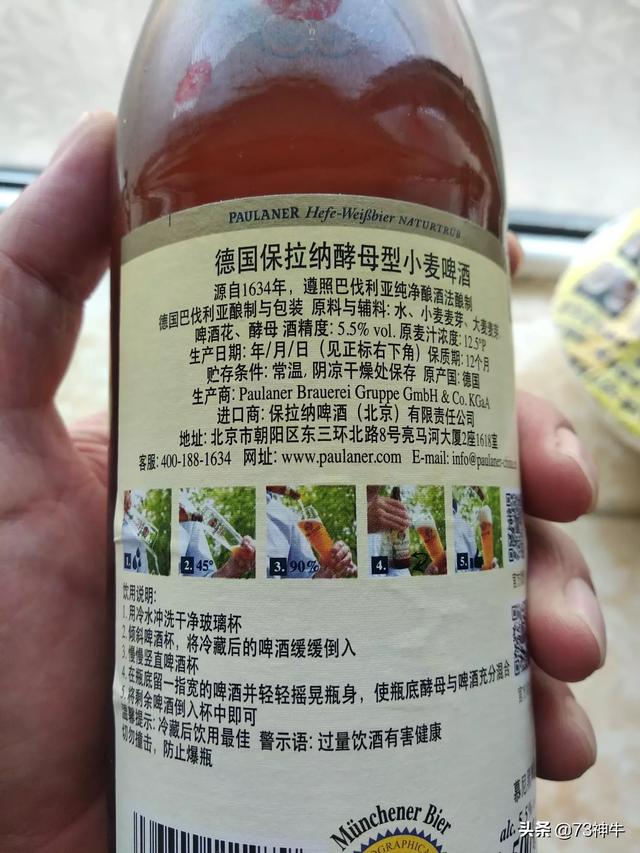 PAULANER Hefe-Weißbier NATURTRÜB
德国保拉纳酵母型小麦啤酒
源自1634年，遵照巴伐利亚纯净酿酒法酿制
德国巴伐利亚酿制与包装 原料与辅料: 水、小麦麦芽、大麦麦芽
啤酒花、酵母 酒精度: 5.5% vol. 原麦汁浓度: 12.5°P
生产日期: 年/月/日（见正标右下角）保质期: 12个月
贮存条件: 常温, 阴凉干燥处保存 原产国: 德国
生产商: Paulaner Brauerei Gruppe GmbH & Co. KGaA
进口商: 保拉纳啤酒（北京）有限责任公司
地址: 北京市朝阳区东三环北路8号亮马河大厦2座1618室
客服: 400-188-1634 网址: www.paulaner.com E-mail: info@paulaner-china.c
1. 2. 45° 3. 90% 4. 5.
官方
饮用说明:
1. 用冷水冲洗干净玻璃杯
2. 倾斜啤酒杯，将冷藏后的啤酒缓缓倒入
3. 慢慢竖直啤酒杯
4. 在瓶底留一指宽的啤酒并轻轻摇晃瓶身，使瓶底酵母与啤酒充分混合
5. 将剩余啤酒倒入杯中即可
温馨提示: 冷藏后饮用最佳 警示语: 过量饮酒有害健康
切勿撞击，防止爆瓶
Münchener Bier
OGRAPHICA
alc. 5,5%
头条 @73神牛